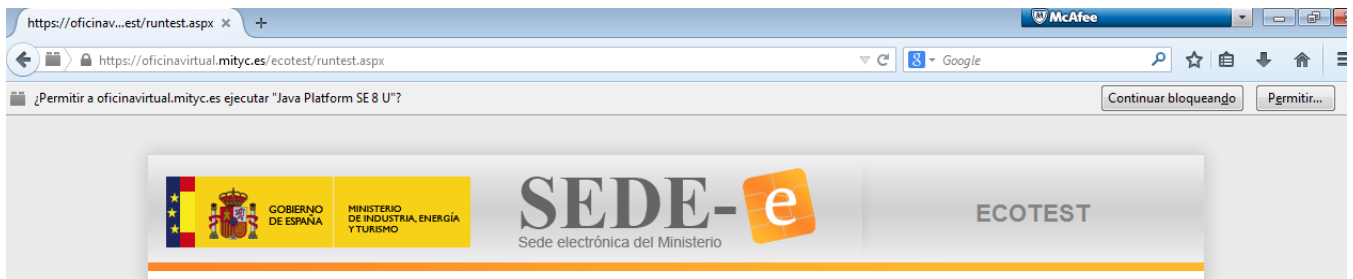 https://oficinav...est/runtest.aspx
McAfee
https://oficinavirtual.mityc.es/ecotest/runtest.aspx
Google
¿Permitir a oficinavirtual.mityc.es ejecutar "Java Platform SE 8 U"?
Continuar bloqueando
Permitir...
GOBIERNO
DE ESPAÑA
MINISTERIO
DE INDUSTRIA, ENERGÍA
Y TURISMO
SEDE-e
Sede electrónica del Ministerio
ECOTEST